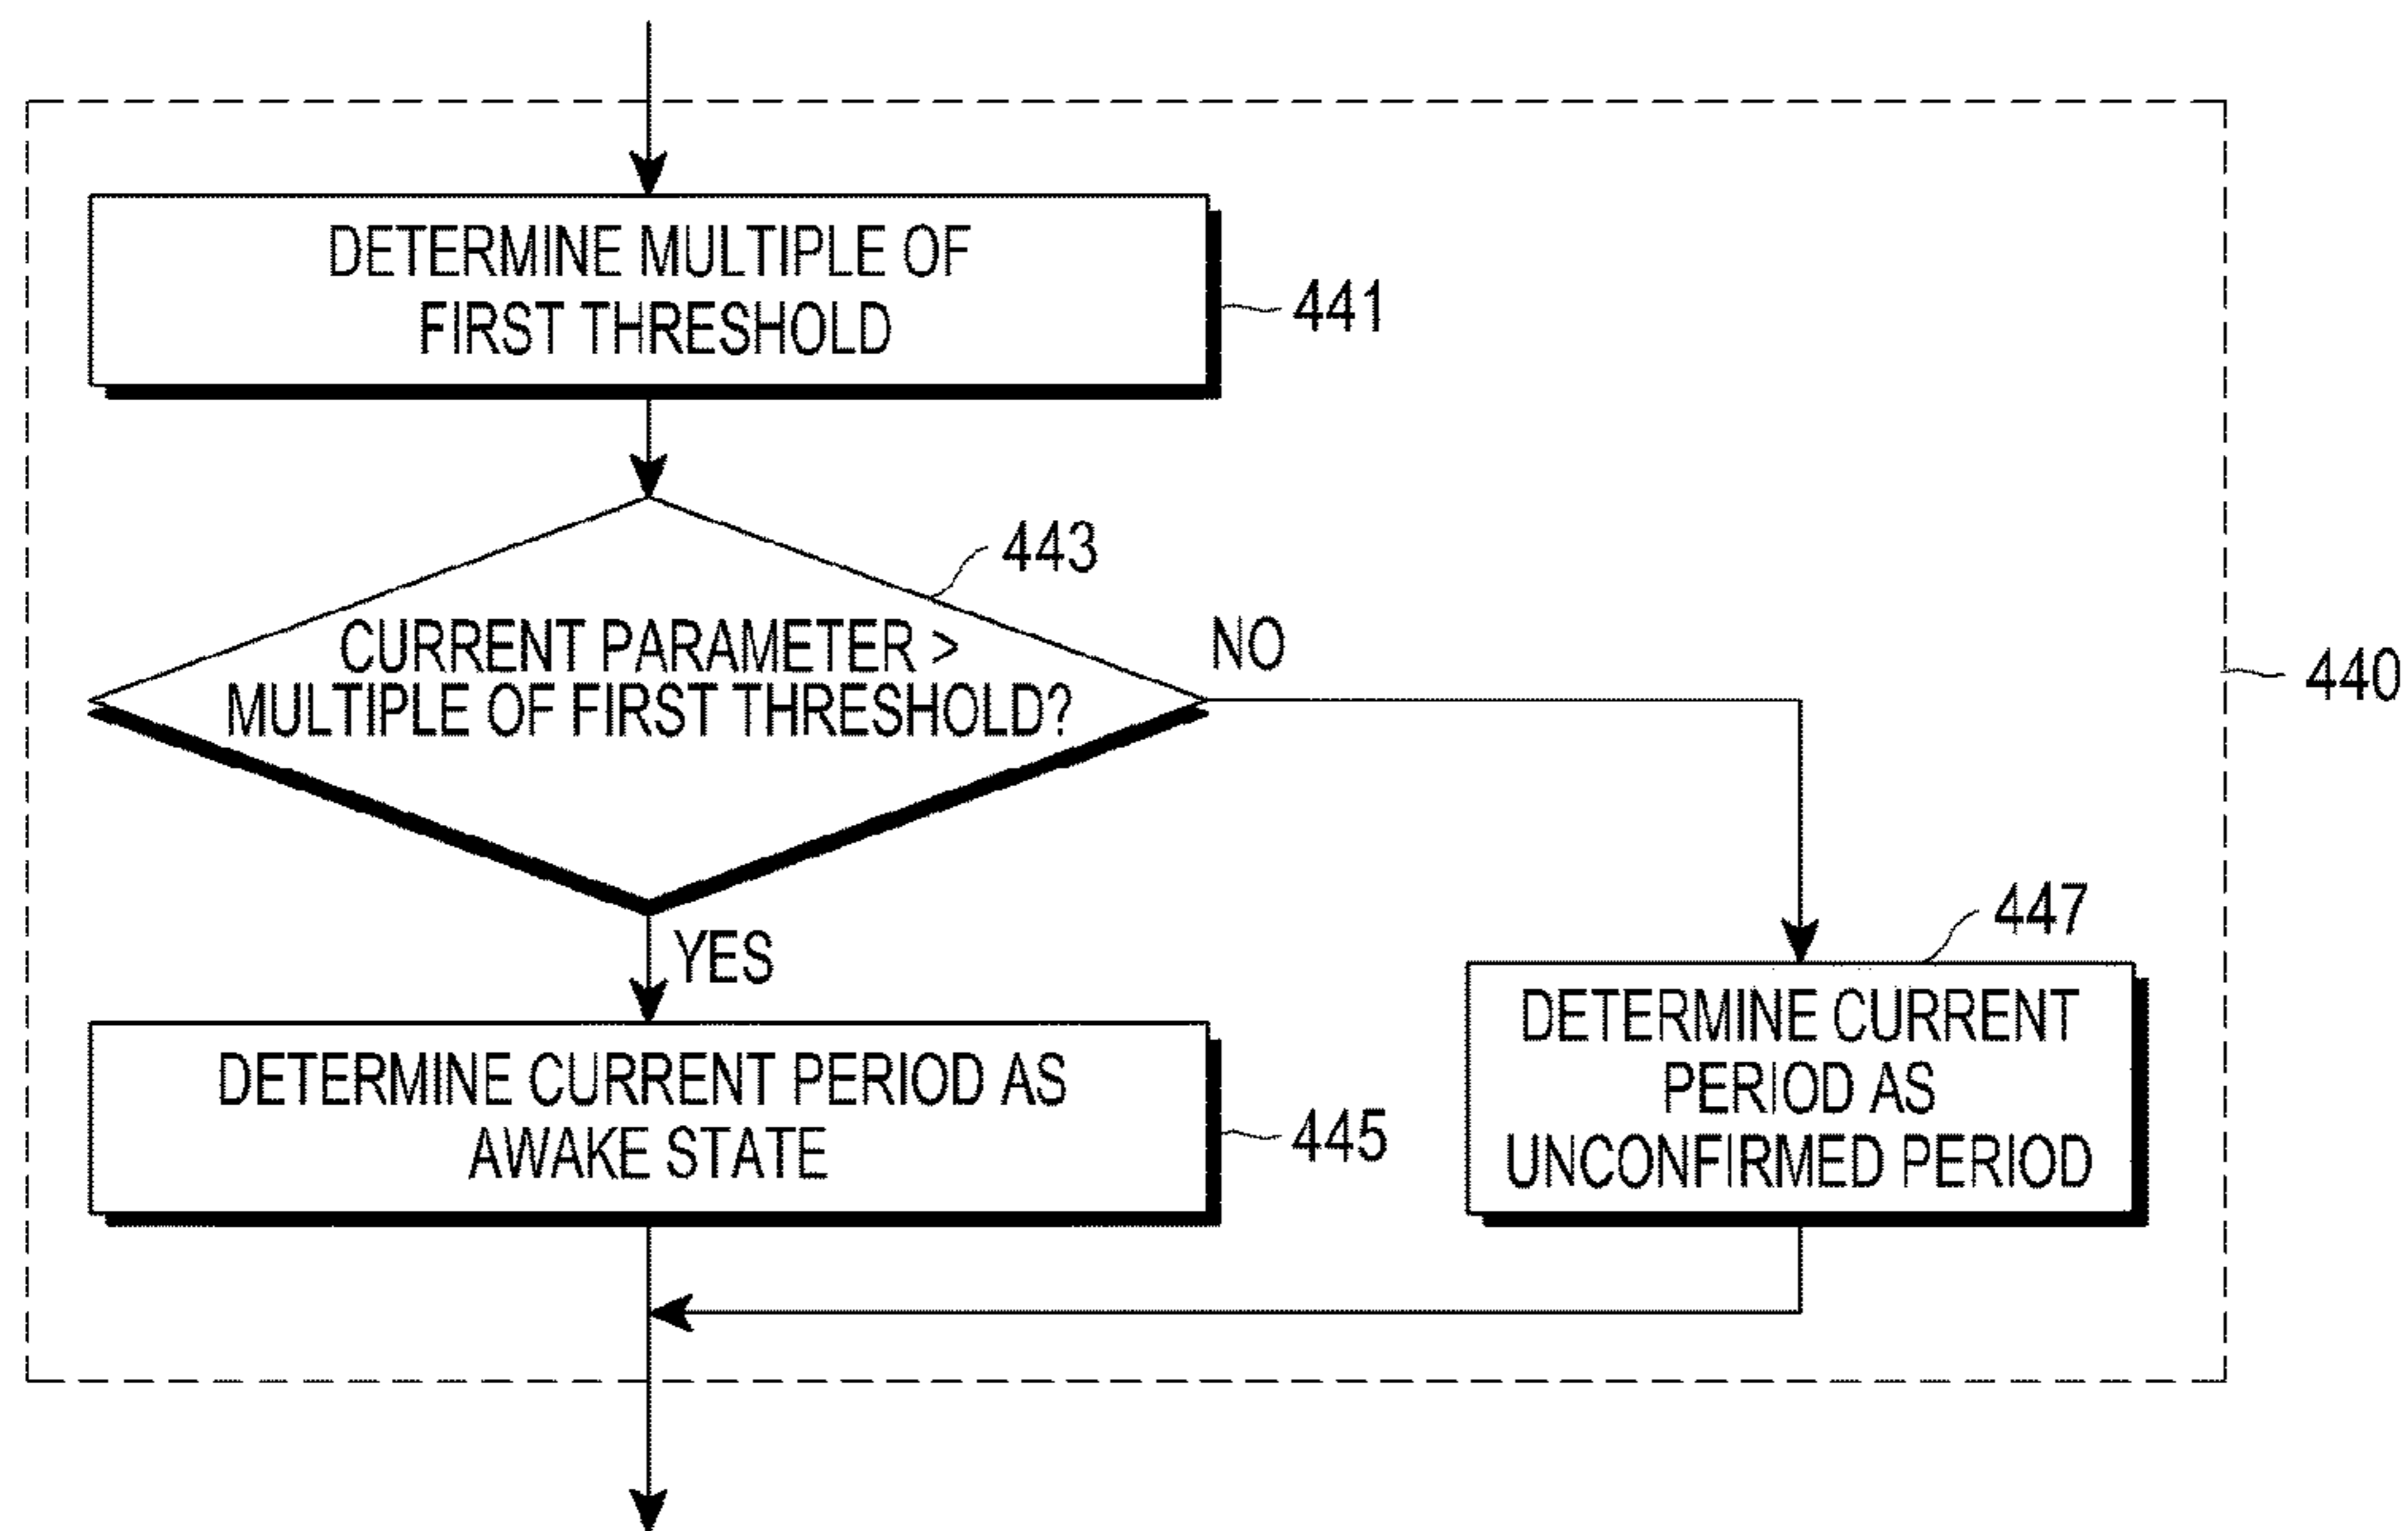 DETERMINE MULTIPLE OF
FIRST THRESHOLD
441
443
CURRENT PARAMETER >
MULTIPLE OF FIRST THRESHOLD?
NO
440
YES
447
DETERMINE CURRENT PERIOD AS
AWAKE STATE
445
DETERMINE CURRENT
PERIOD AS
UNCONFIRMED PERIOD